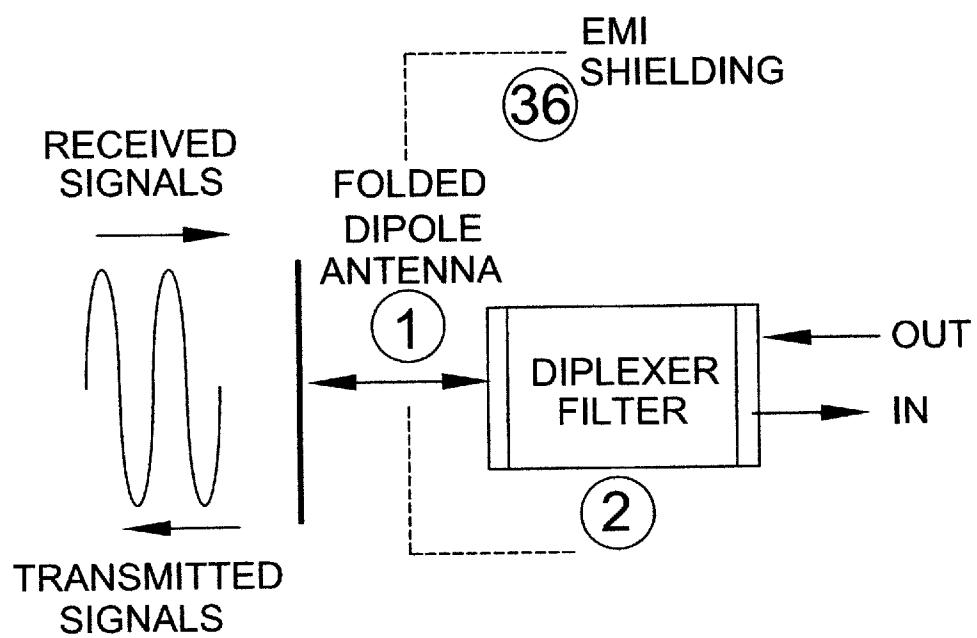 EMI
SHIELDING
36
RECEIVED
SIGNALS
FOLDED
DIPOLE
ANTENNA
1
DIPLEXER
FILTER
OUT
IN
2
TRANSMITTED
SIGNALS